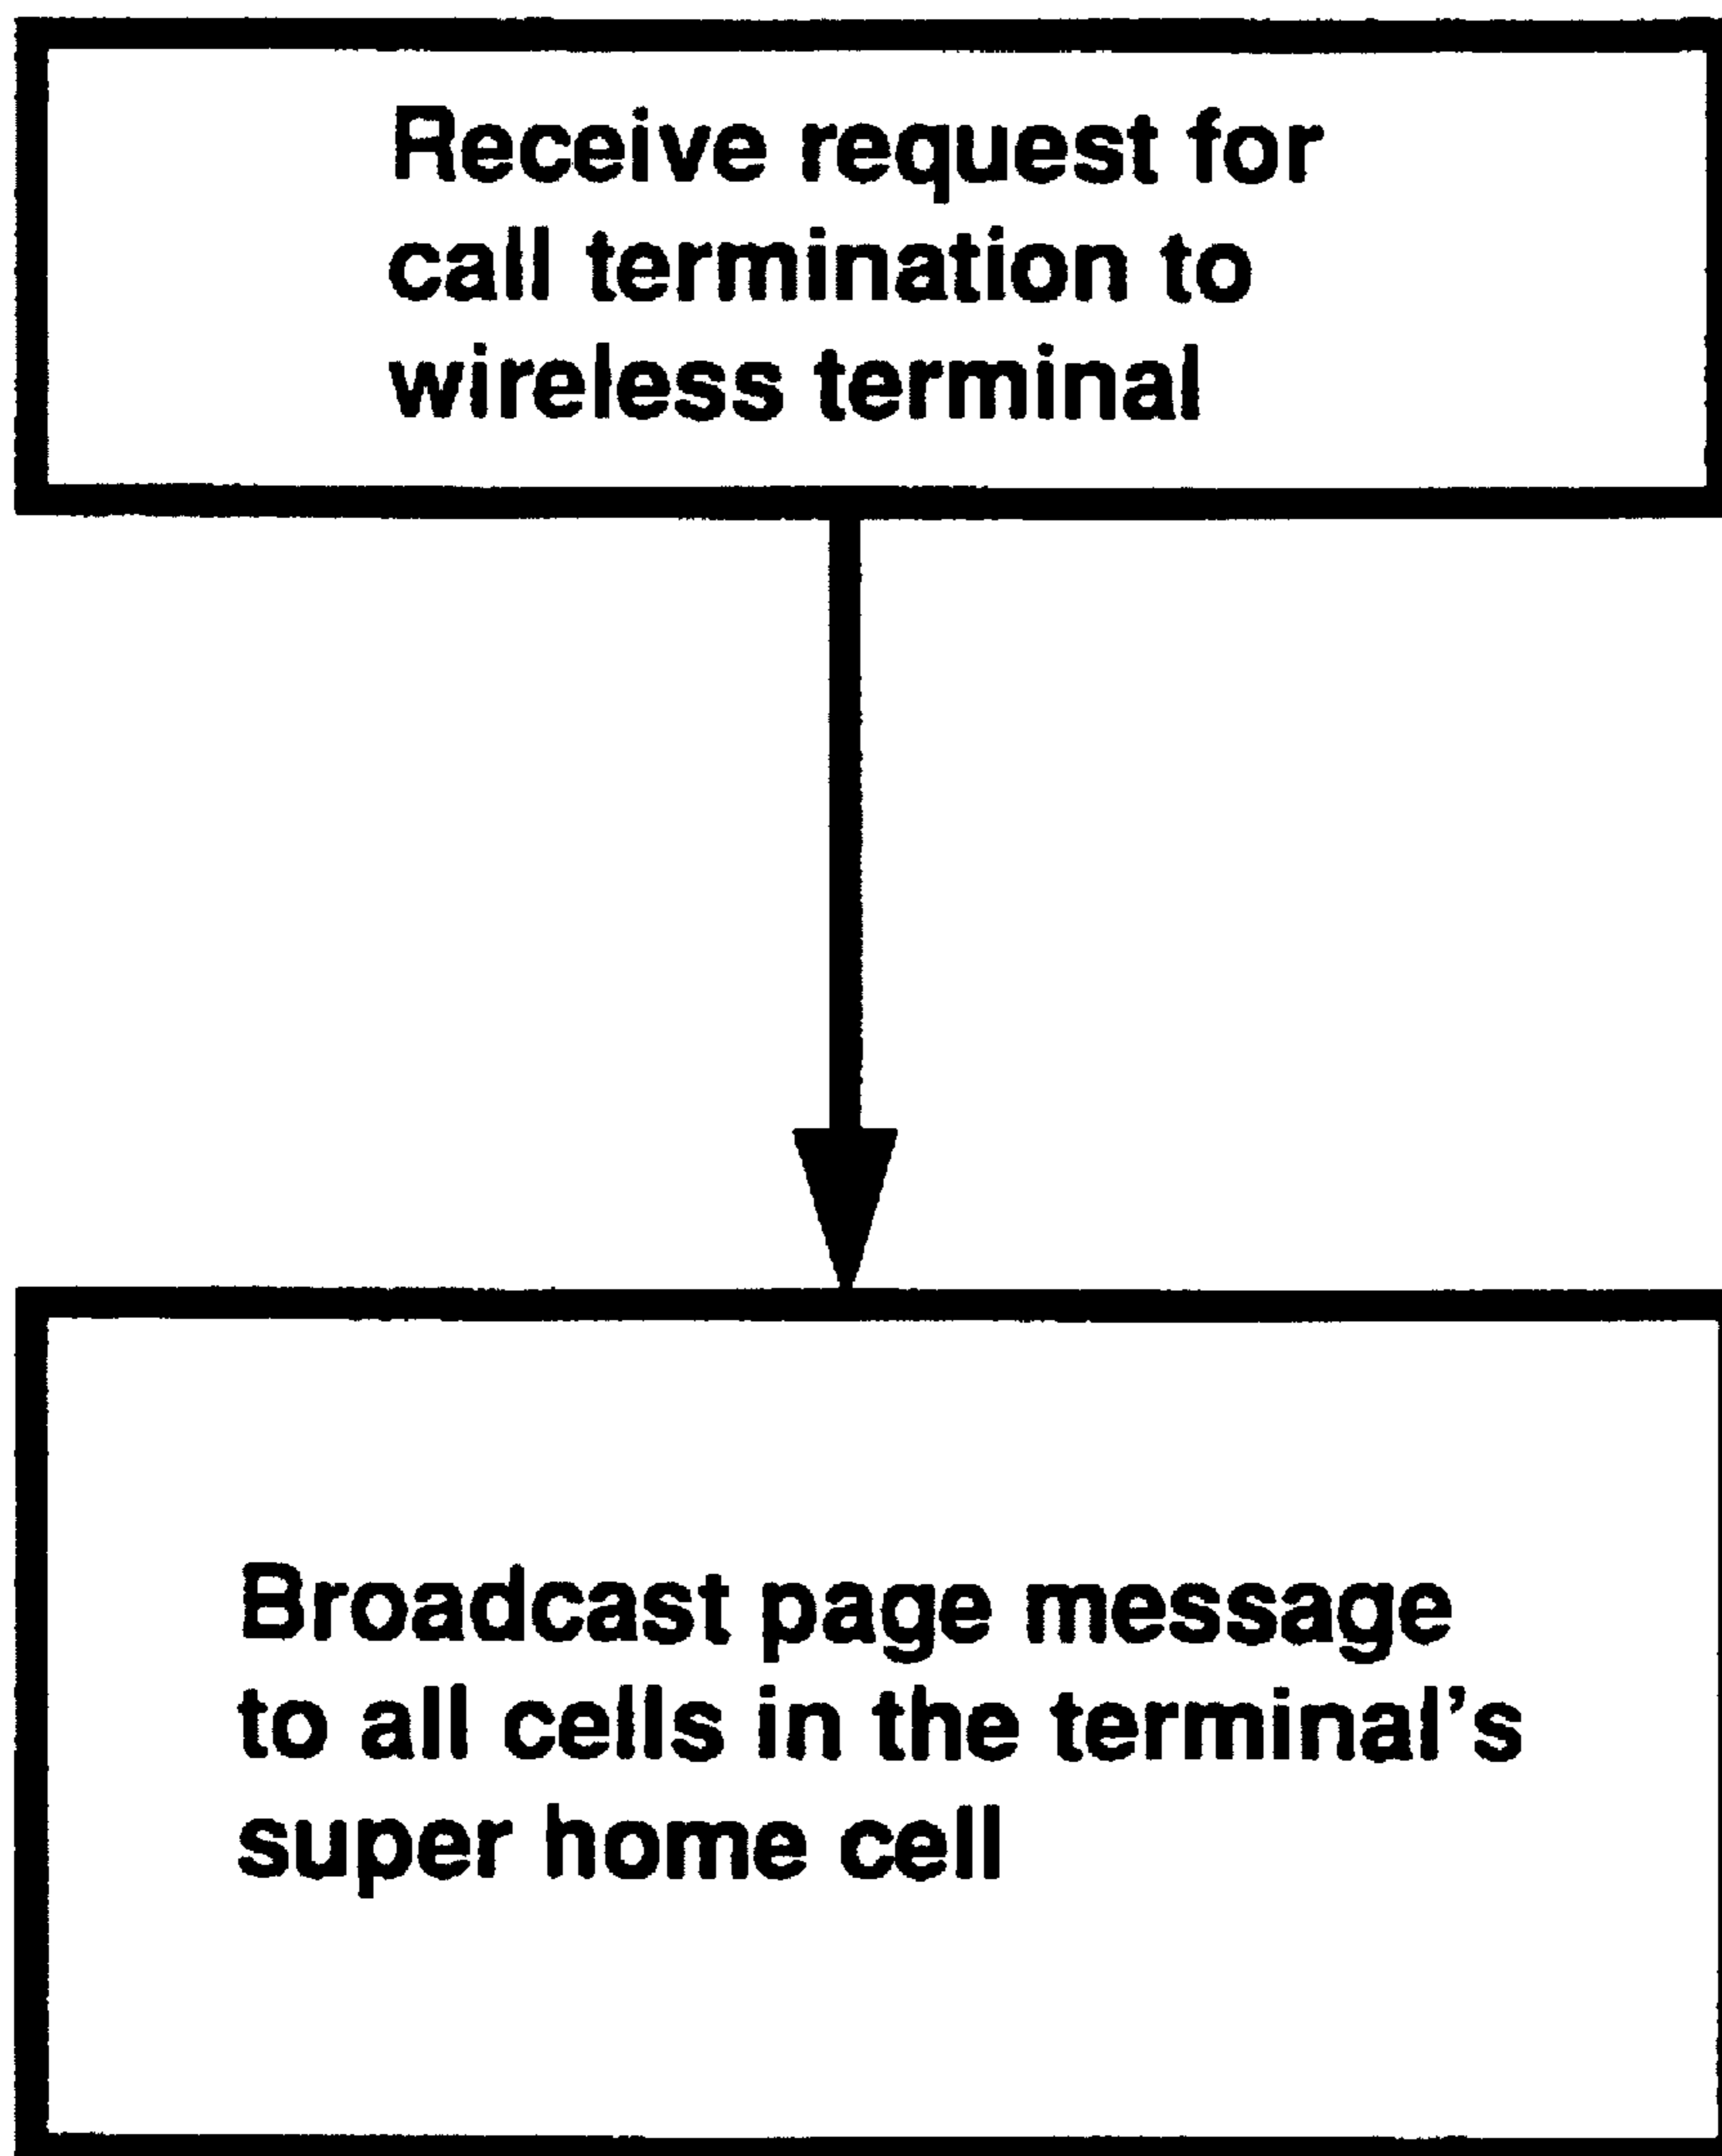 Receive request for
call termination to
wireless terminal
Broadcast page message
to all cells in the terminal's
super home cell